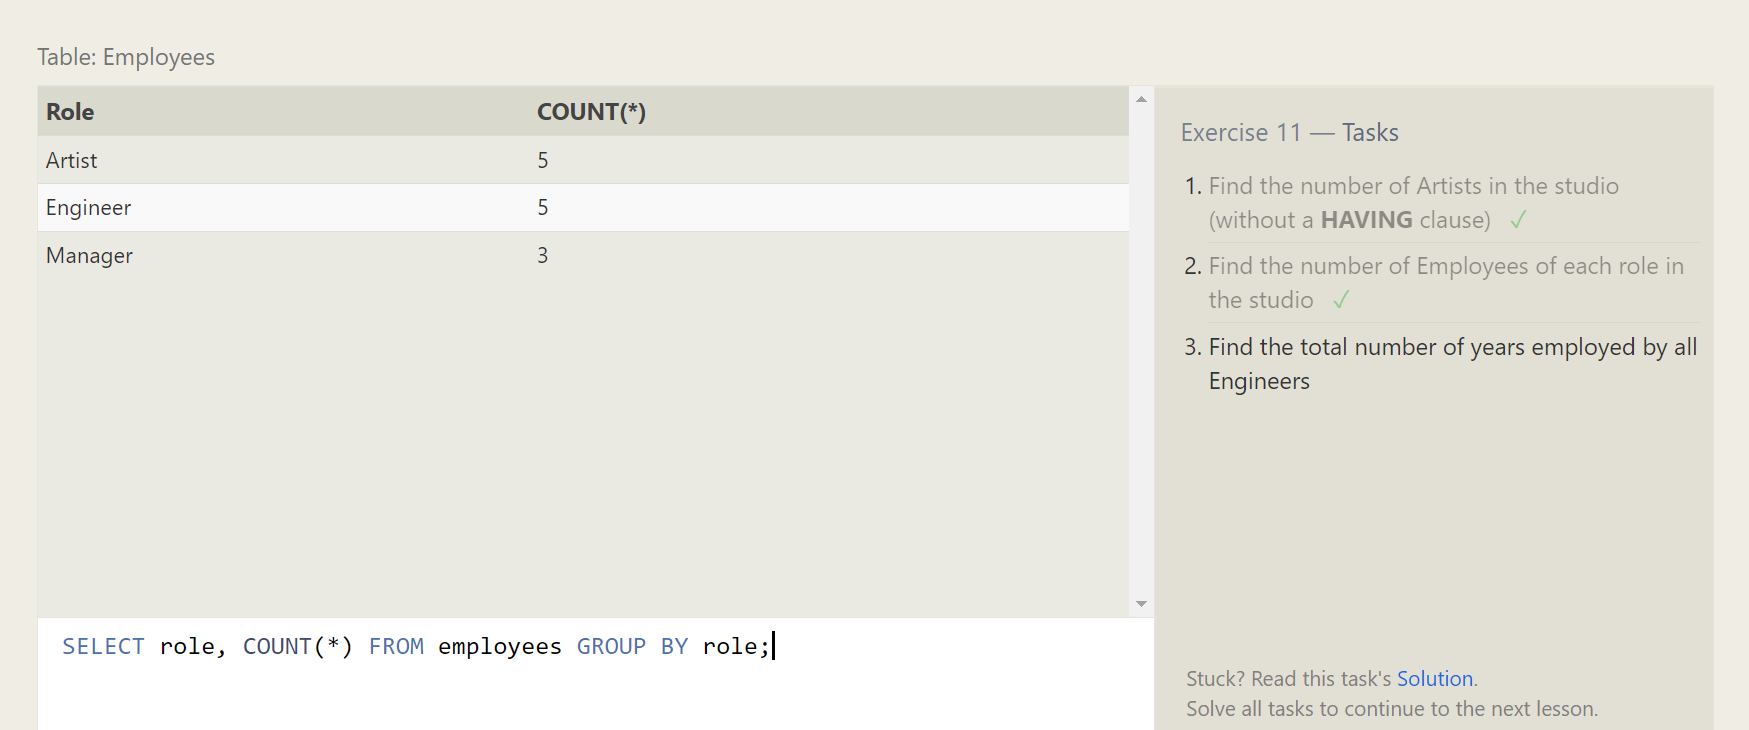 Table: Employees
Role COUNT(*)
Artist 5
Engineer 5
Manager 3
SELECT role, COUNT(*) FROM employees GROUP BY role;
Exercise 11 — Tasks
1. Find the number of Artists in the studio
(without a HAVING clause) ✓
2. Find the number of Employees of each role in
the studio ✓
3. Find the total number of years employed by all
Engineers
Stuck? Read this task's Solution.
Solve all tasks to continue to the next lesson.